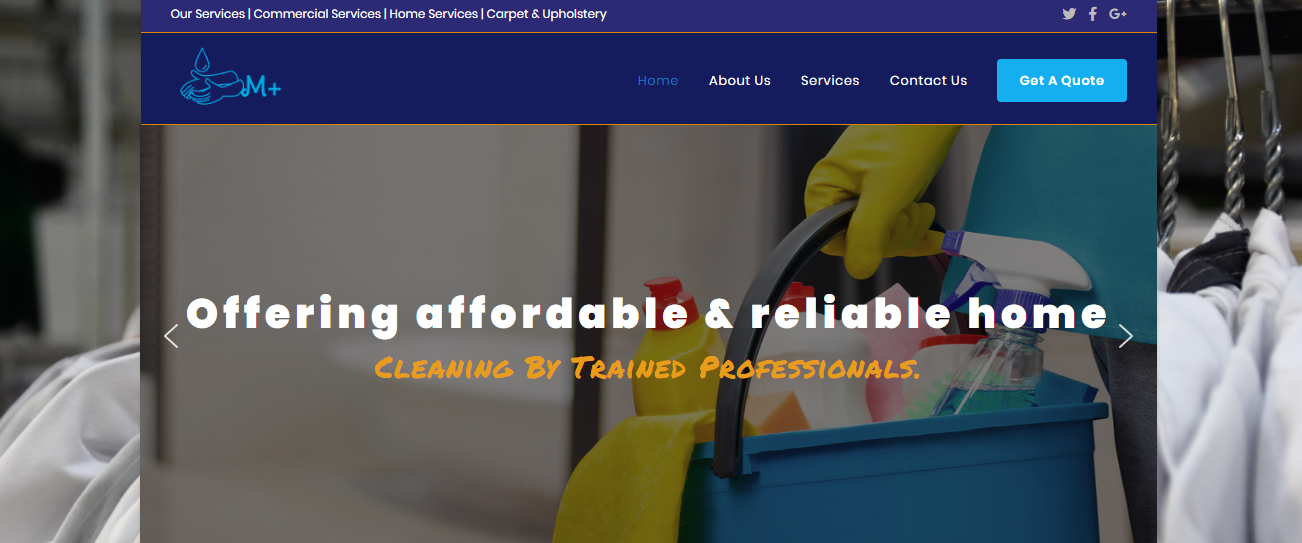 Our Services | Commercial Services | Home Services | Carpet & Upholstery
M+
Home About Us Services Contact Us Get A Quote
Offering affordable & reliable home
Cleaning By Trained Professionals.